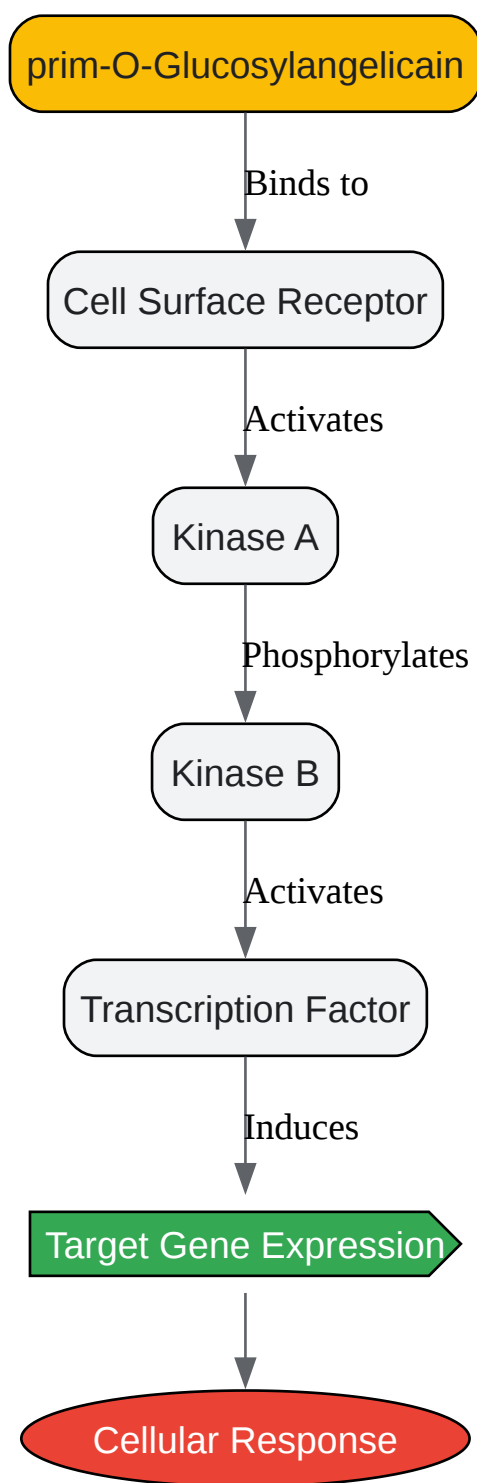 prim-O-Glucosylangelicain
Binds to
Cell Surface Receptor
Activates
Kinase A
Phosphorylates
Kinase B
Activates
Transcription Factor
Induces
Target Gene Expression
Cellular Response